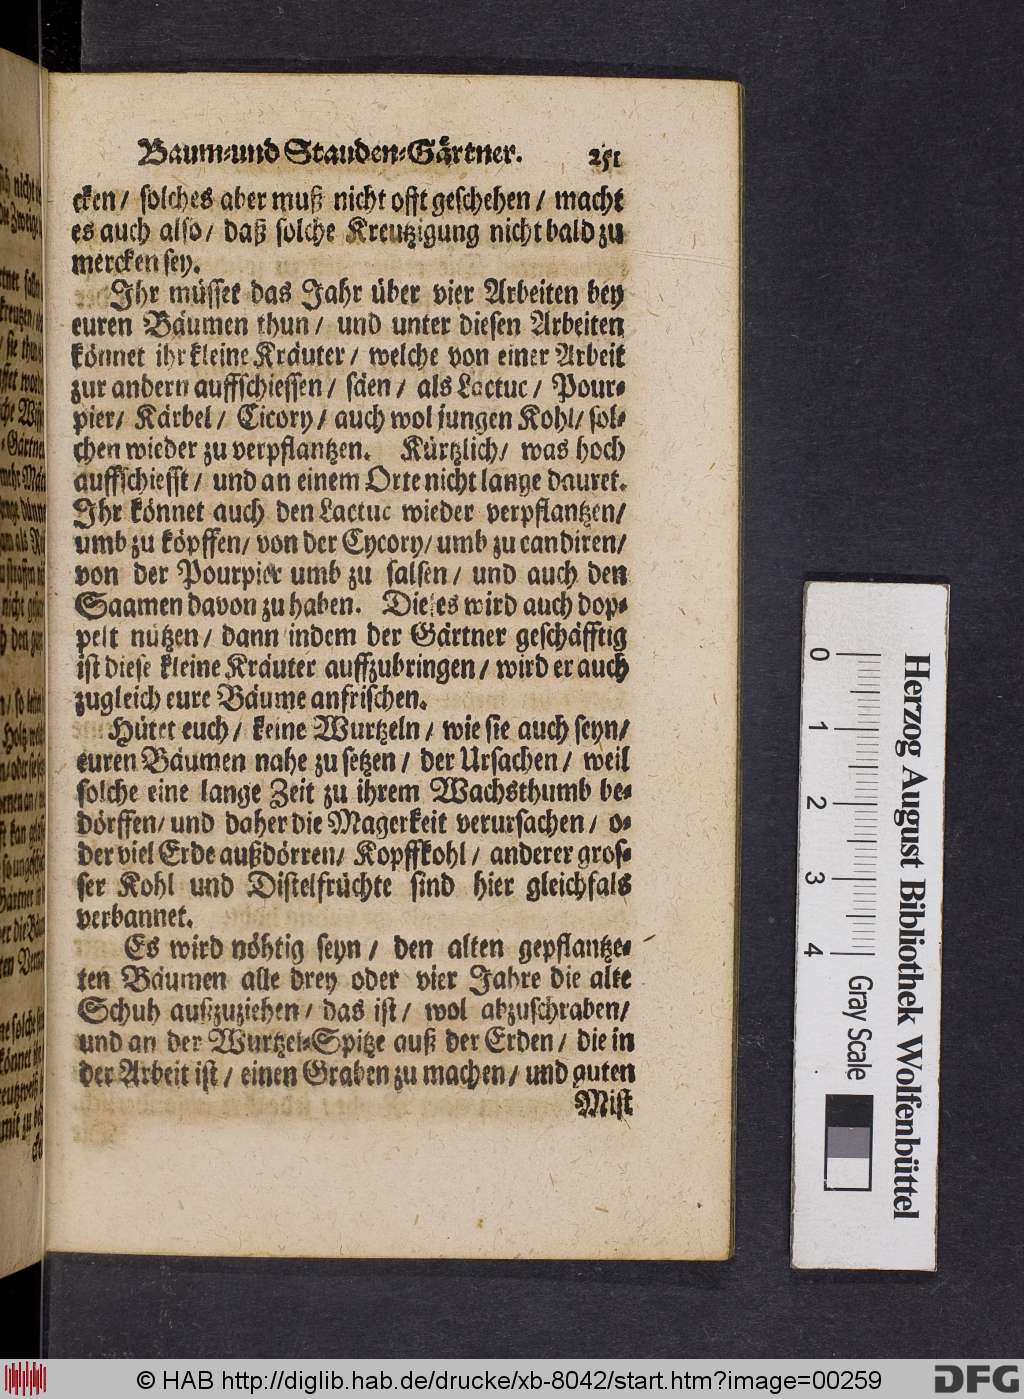 Baum-und Stauden-Gärtner. 251
cken / solches aber muß nicht offt geschehen / macht
es auch also / daß solche Kreutzigung nicht bald zu
mercken sey.
Ihr müsset das Jahr über vier Arbeiten bey
euren Bäumen thun / und unter diesen Arbeiten
könnet ihr kleine Kräuter / welche von einer Arbeit
zur andern auffschiessen / säen / als Lactuc / Pour-
pier / Kärbel / Cicory / auch wol jungen Kohl / sol-
chen wieder zu verpflantzen. Kürtzlich / was hoch
auffschiesst / und an einem Orte nicht lange dauret.
Ihr könnet auch den Lactuc wieder verpflantzen /
umb zu köpffen / von der Cycory / umb zu candiren /
von der Pourpier umb zu salsen / und auch den
Saamen davon zu haben. Dieses wird auch dop-
pelt nutzen / dann indem der Gärtner geschäfftig
ist diese kleine Kräuter auffzubringen / wird er auch
zugleich eure Bäume anfrischen.
Hütet euch / keine Wurtzeln / wie sie auch seyn /
euren Bäumen nahe zu setzen / der Ursachen / weil
solche eine lange Zeit zu ihrem Wachsthumb be-
dörffen / und daher die Magerkeit verursachen / o-
der viel Erde außdörren / Kopffkohl / anderer gros-
ser Kohl und Distelfrüchte sind hier gleichfals
verbannet.
Es wird nöhtig seyn / den alten gepflantze-
ten Bäumen alle drey oder vier Jahre die alte
Schuh außzuziehen / das ist / wol abzuschraben /
und an der Wurtzel-Spitze auß der Erden / die in
der Arbeit ist / einen Graben zu machen / und guten
Mist
0 1 2 3 4
Gray Scale
Herzog August Bibliothek Wolfenbüttel
© HAB http://diglib.hab.de/drucke/xb-8042/start.htm?image=00259
DFG